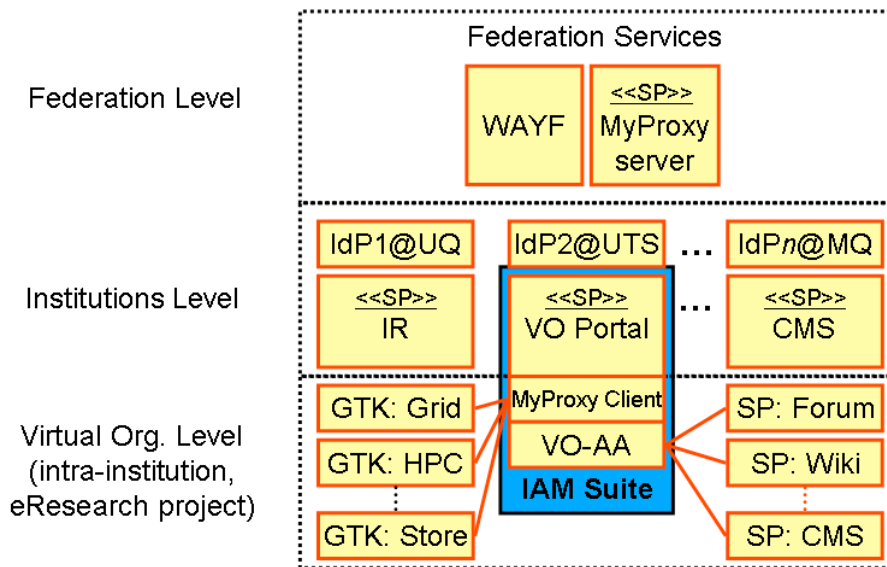 Federation Services
Federation Level
WAYF
<<SP>>
MyProxy
server
IdP1@UQ
IdP2@UTS
...
IdPn@MQ
Institutions Level
<<SP>>
IR
<<SP>>
VO Portal
...
<<SP>>
CMS
Virtual Org. Level
(intra-institution,
eResearch project)
GTK: Grid
GTK: HPC
GTK: Store
MyProxy Client
VO-AA
IAM Suite
SP: Forum
SP: Wiki
SP: CMS